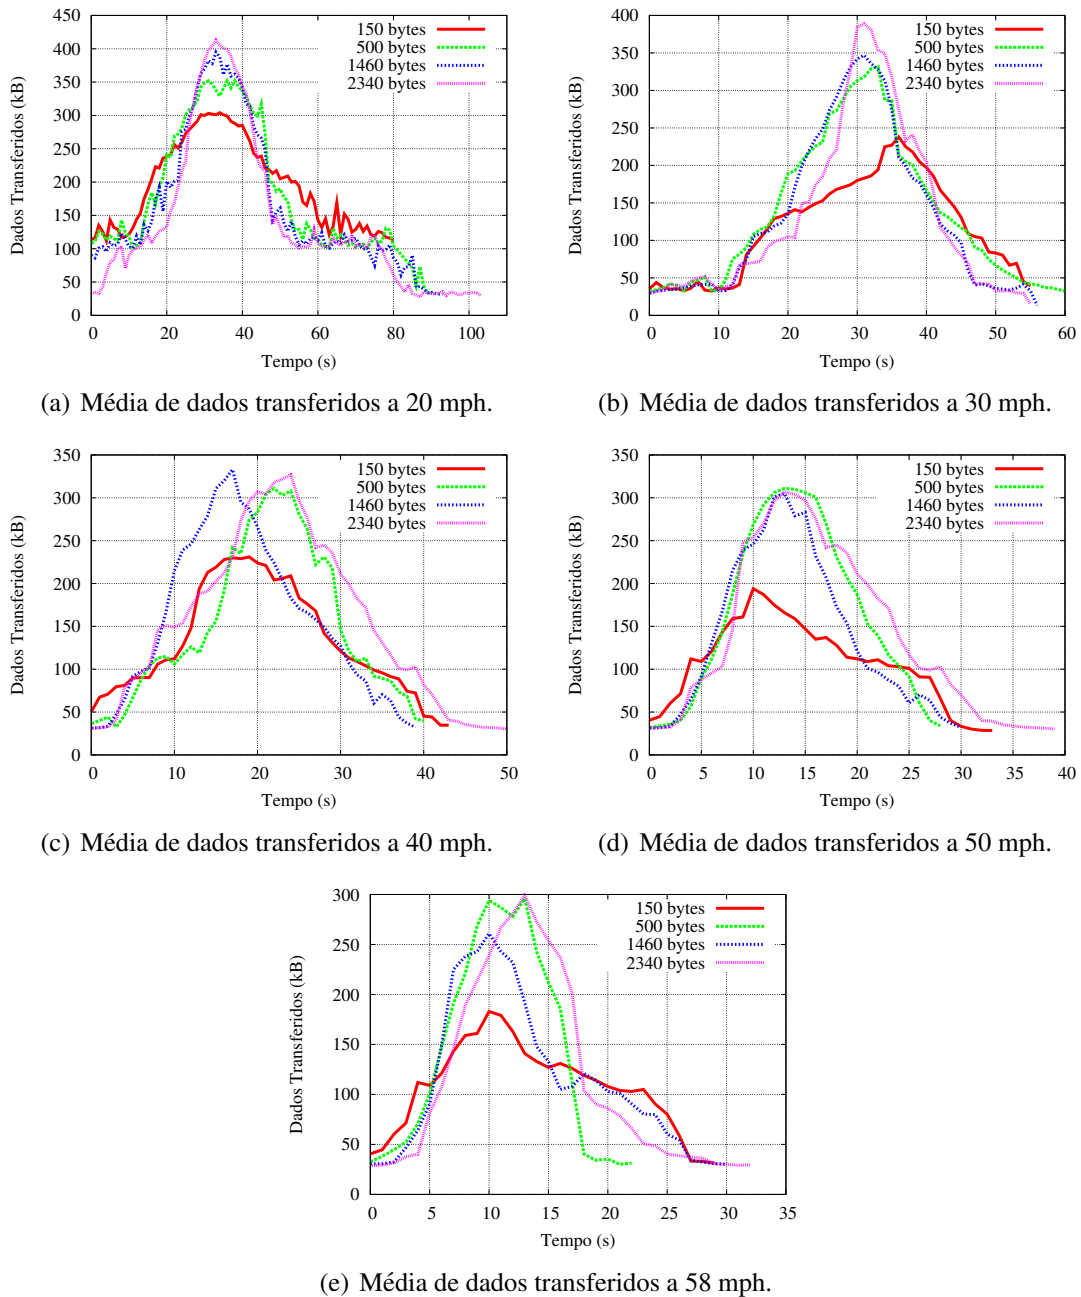 450
400
350
300
250
200
150
100
50
0
0 20 40 60 80 100
Dados Transferidos (kB)
Tempo (s)
150 bytes
500 bytes
1460 bytes
2340 bytes
(a) Média de dados transferidos a 20 mph.
400
350
300
250
200
150
100
50
0
0 10 20 30 40 50 60
Dados Transferidos (kB)
Tempo (s)
150 bytes
500 bytes
1460 bytes
2340 bytes
(b) Média de dados transferidos a 30 mph.
350
300
250
200
150
100
50
0
0 10 20 30 40 50
Dados Transferidos (kB)
Tempo (s)
150 bytes
500 bytes
1460 bytes
2340 bytes
(c) Média de dados transferidos a 40 mph.
350
300
250
200
150
100
50
0
0 5 10 15 20 25 30 35 40
Dados Transferidos (kB)
Tempo (s)
150 bytes
500 bytes
1460 bytes
2340 bytes
(d) Média de dados transferidos a 50 mph.
300
250
200
150
100
50
0
0 5 10 15 20 25 30 35
Dados Transferidos (kB)
Tempo (s)
150 bytes
500 bytes
1460 bytes
2340 bytes
(e) Média de dados transferidos a 58 mph.